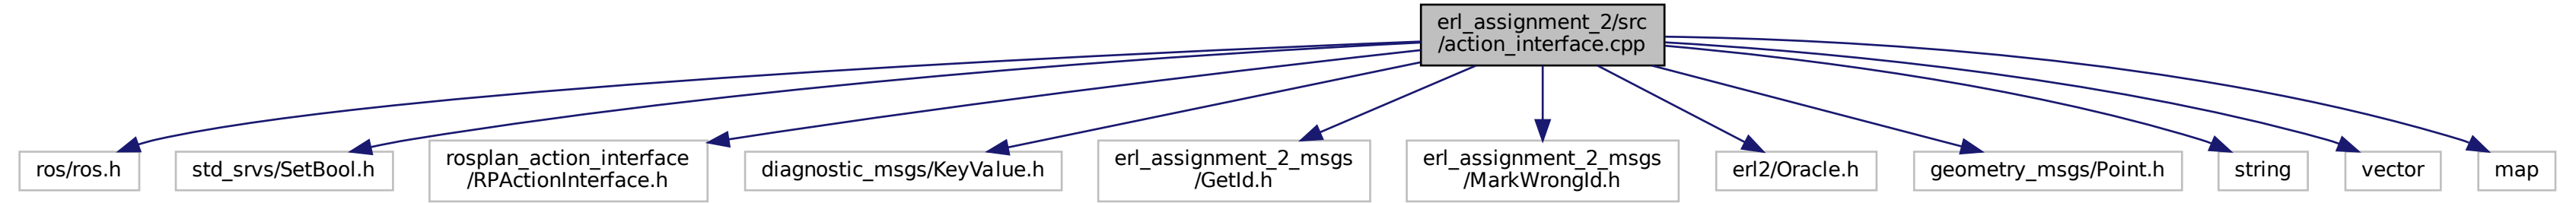 erl_assignment_2/src
/action_interface.cpp
ros/ros.h
std_srvs/SetBool.h
rosplan_action_interface
/RPActionInterface.h
diagnostic_msgs/KeyValue.h
erl_assignment_2_msgs
/GetId.h
erl_assignment_2_msgs
/MarkWrongId.h
erl2/Oracle.h
geometry_msgs/Point.h
string
vector
map